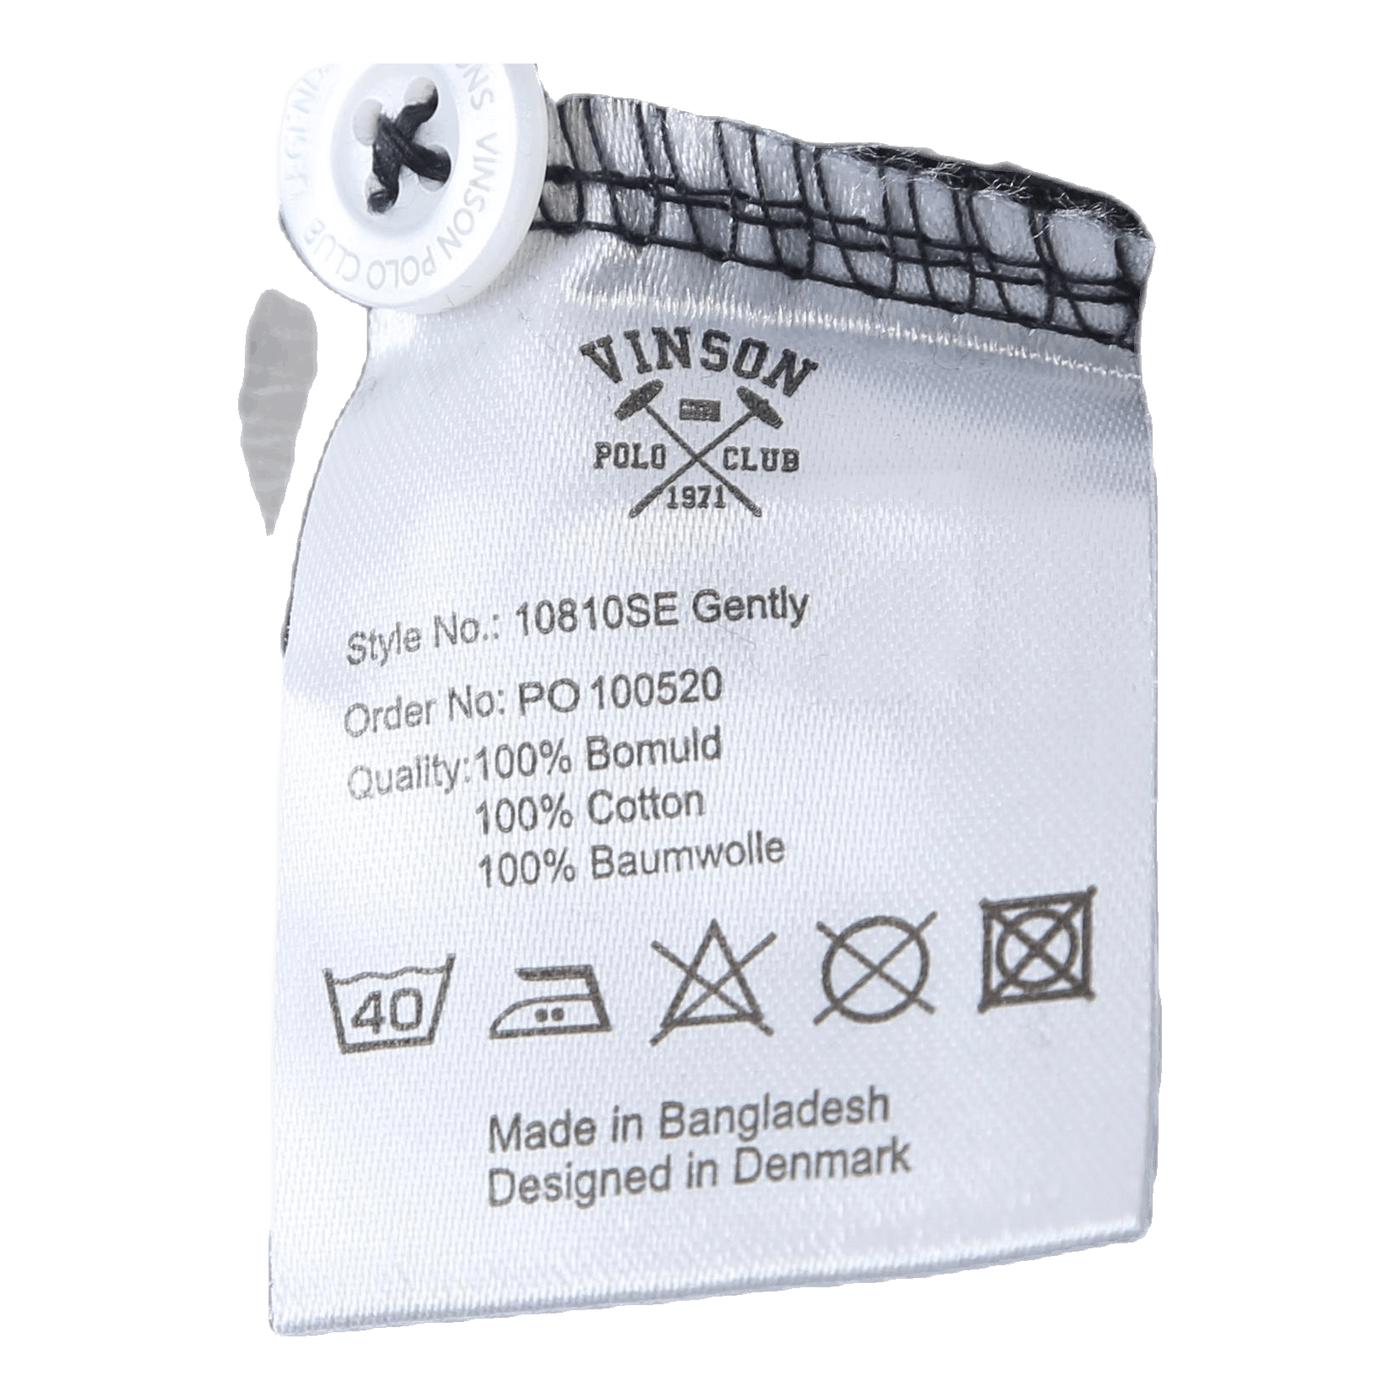 VINSON POLO CLUB
VINSON
POLO CLUB
1971
Style No.: 10810SE Gently
Order No: PO 100520
Quality:100% Bomuld
100% Cotton
100% Baumwolle
40
Made in Bangladesh
Designed in Denmark